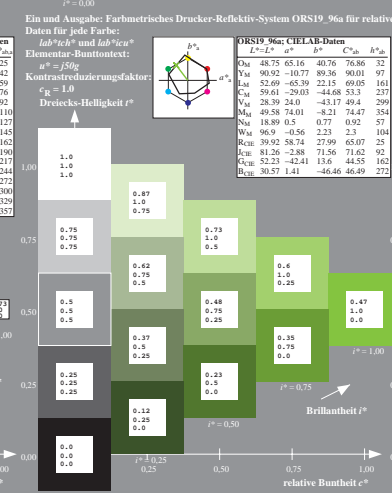 i* = 0,00
Ein und Ausgabe: Farbmetrisches Drucker-Reflektiv-System ORS19_96a für relative
Daten für jede Farbe:
lab*tch* und lab*icu*
Elementar-Bunttontext:
u* = j50g
Kontrastreduzierungsfaktor:
cR = 1.0
Dreiecks-Helligkeit t*
b*a
a*a
ORS19_96a; CIELAB-Daten
L*=L* a* b* C*ab,a h*ab,a
OM 48.75 65.16 40.76 76.86 32
YM 90.92 -10.77 89.36 90.01 97
LM 52.69 -65.39 22.15 69.05 161
CM 59.61 -29.03 -44.68 53.3 237
VM 28.39 24.0 -43.17 49.4 299
MM 49.58 74.01 -8.21 74.47 354
NM 18.89 0.5 0.77 0.92 57
WM 96.9 -0.56 2.23 2.3 104
RCIE 39.92 58.74 27.99 65.07 25
JCIE 81.26 -2.88 71.56 71.62 92
GCIE 52.23 -42.41 13.6 44.55 162
BCIE 30.57 1.41 -46.46 46.49 272
1,00
1.0
1.0
1.0
0.87
1.0
0.75
0,75
0.75
0.75
0.75
0.73
1.0
0.5
0.62
0.75
0.5
0.6
1.0
0.25
0,50
0.5
0.5
0.5
0.48
0.75
0.25
0.47
1.0
0.0
0.37
0.5
0.25
0.35
0.75
0.0
i* = 1,00
0,25
0.25
0.25
0.25
0.23
0.5
0.0
i* = 0,75
0.12
0.25
0.0
Brillantheit i*
i* = 0,50
0,00
0.0
0.0
0.0
i* = 0,25
0,25
0,50
0,75
1,00
relative Buntheit c*